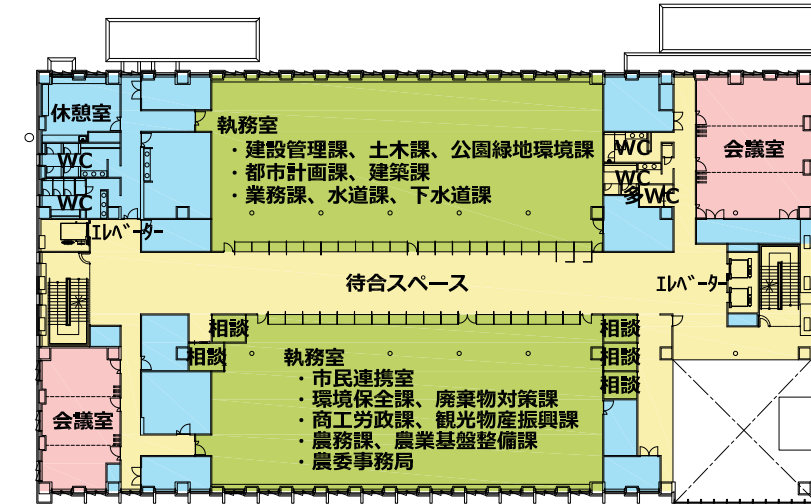 休憩室
WC
WC
エレベーター
執務室
・建設管理課、土木課、公園緑地環境課
・都市計画課、建築課
・業務課、水道課、下水道課
WC
WC
多WC
会議室
待合スペース
エレベーター
相談
相談
執務室
・市民連携室
・環境保全課、廃棄物対策課
・商工労政課、観光物産振興課
・農務課、農業基盤整備課
・農委事務局
相談
相談
相談
会議室